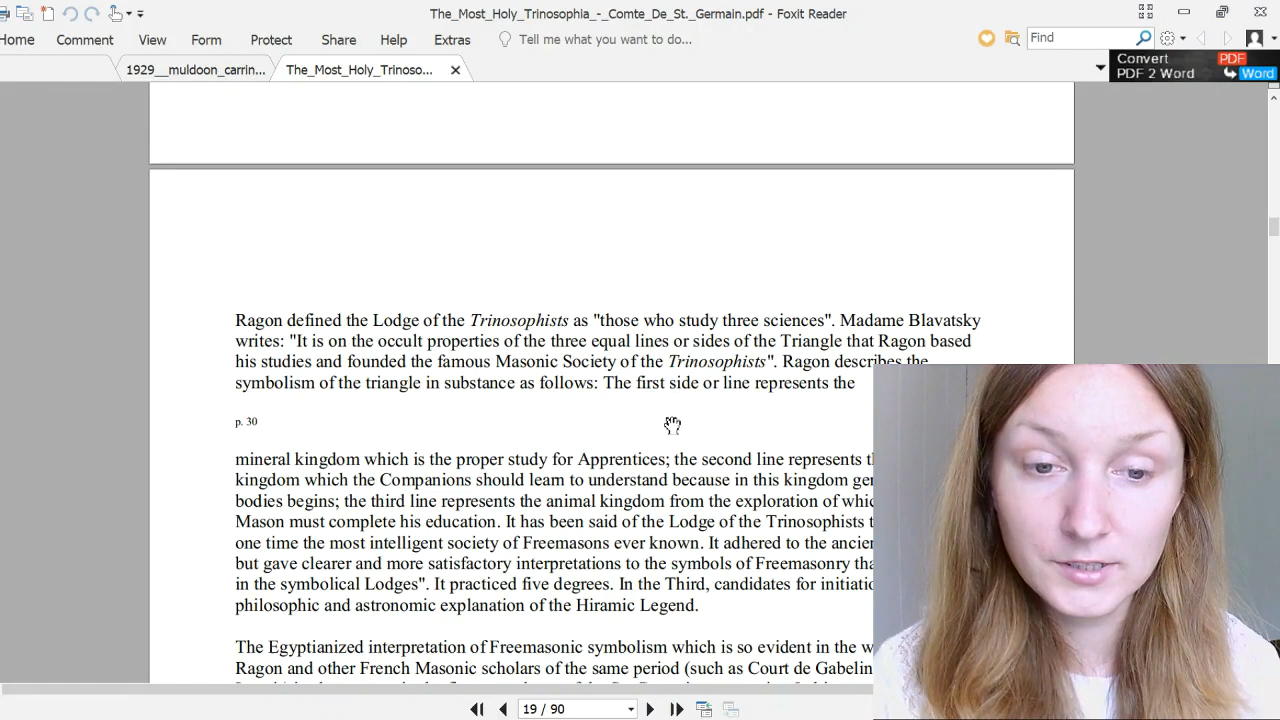 The_Most_Holy_Trinosophia_-_Comte_De_St._Germain.pdf - Foxit Reader
Home Comment View Form Protect Share Help Extras Tell me what you want to do... Find
1929__muldoon_carrin... The_Most_Holy_Trinoso...
Convert PDF
PDF 2 Word Word
Ragon defined the Lodge of the Trinosophists as "those who study three sciences". Madame Blavatsky
writes: "It is on the occult properties of the three equal lines or sides of the Triangle that Ragon based
his studies and founded the famous Masonic Society of the Trinosophists". Ragon describes the
symbolism of the triangle in substance as follows: The first side or line represents the
p. 30
mineral kingdom which is the proper study for Apprentices; the second line represents
kingdom which the Companions should learn to understand because in this kingdom
bodies begins; the third line represents the animal kingdom from the exploration of
Mason must complete his education. It has been said of the Lodge of the Trinosophists
one time the most intelligent society of Freemasons ever known. It adhered to the
but gave clearer and more satisfactory interpretations to the symbols of Freemasonry
in the symbolical Lodges". It practiced five degrees. In the Third, candidates for
philosophic and astronomic explanation of the Hiramic Legend.
The Egyptianized interpretation of Freemasonic symbolism which is so evident in the
Ragon and other French Masonic scholars of the same period (such as Court de
19 / 90